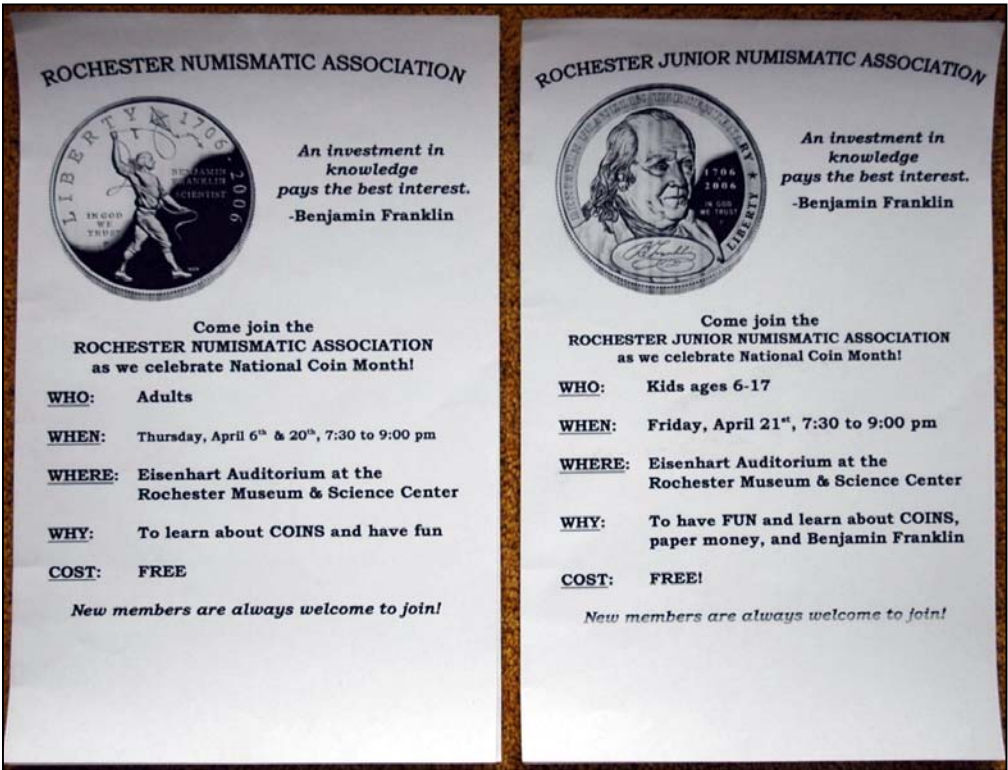 ROCHESTER NUMISMATIC ASSOCIATION
LIBERTY 1706-2006
BENJAMIN
FRANKLIN
SCIENTIST
IN GOD
WE
TRUST
An investment in
knowledge
pays the best interest.
-Benjamin Franklin
Come join the
ROCHESTER NUMISMATIC ASSOCIATION
as we celebrate National Coin Month!
WHO: Adults
WHEN: Thursday, April 6th & 20th, 7:30 to 9:00 pm
WHERE: Eisenhart Auditorium at the
Rochester Museum & Science Center
WHY: To learn about COINS and have fun
COST: FREE
New members are always welcome to join!
ROCHESTER JUNIOR NUMISMATIC ASSOCIATION
BENJAMIN FRANKLIN TERCENTENARY ★ LIBERTY
1706
2006
IN GOD
WE TRUST
B Franklin
An investment in
knowledge
pays the best interest.
-Benjamin Franklin
Come join the
ROCHESTER JUNIOR NUMISMATIC ASSOCIATION
as we celebrate National Coin Month!
WHO: Kids ages 6-17
WHEN: Friday, April 21st, 7:30 to 9:00 pm
WHERE: Eisenhart Auditorium at the
Rochester Museum & Science Center
WHY: To have FUN and learn about COINS,
paper money, and Benjamin Franklin
COST: FREE!
New members are always welcome to join!